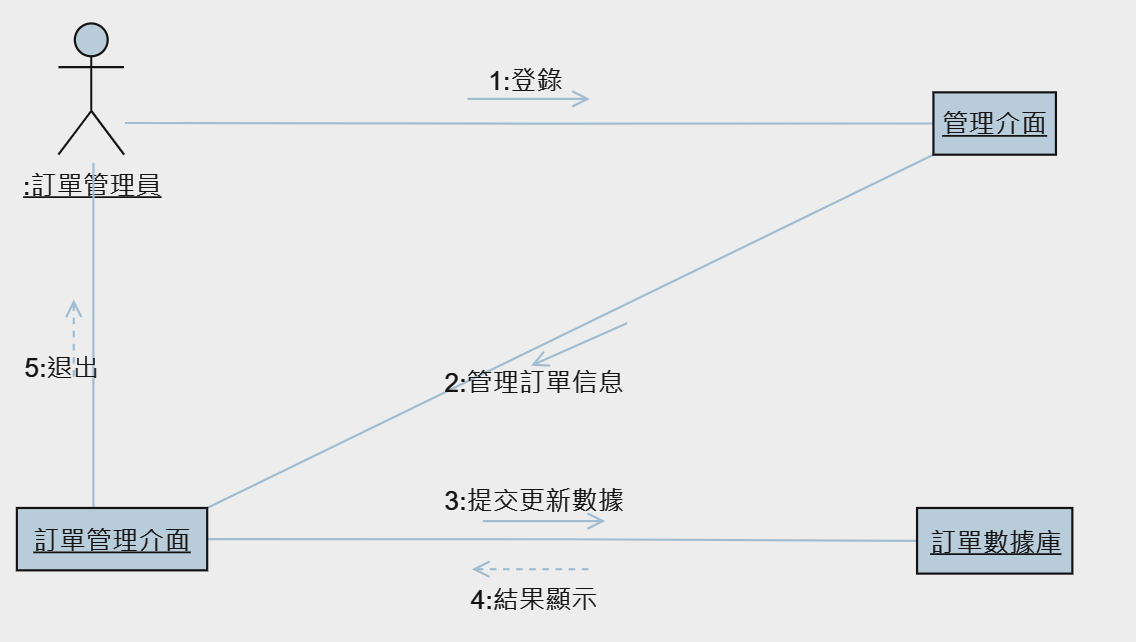 1:登錄
管理介面
:訂單管理員
5:退出
2:管理訂單信息
3:提交更新數據
訂單管理介面
訂單數據庫
4:結果顯示